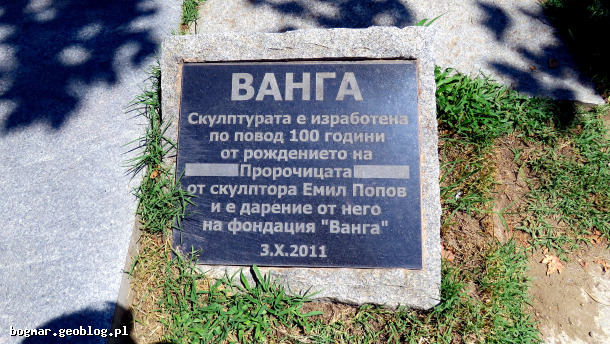 ВАНГА
Скулптурата е изработена
по повод 100 години
от рождението на
Пророчицата
от скулптора Емил Попов
и е дарение от него
на фондация "Ванга"
3.X.2011
bogmar.geoblog.pl